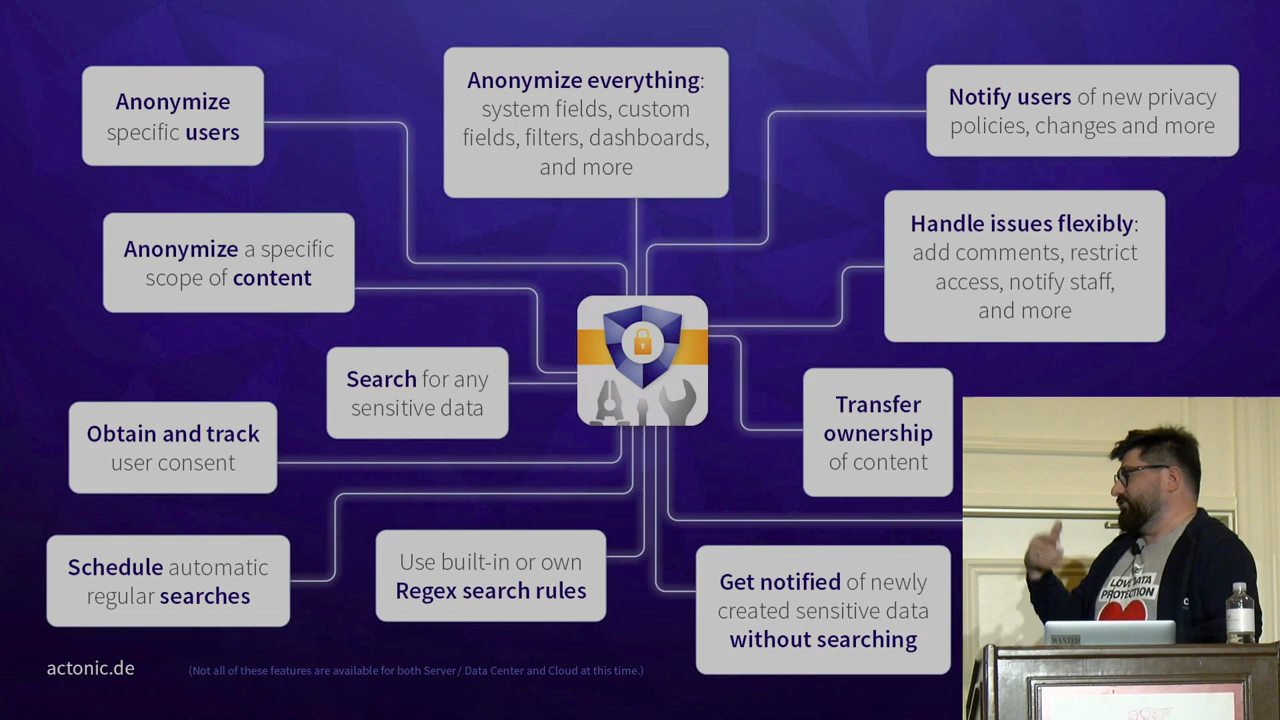 Anonymize
specific users
Anonymize everything:
system fields, custom
fields, filters, dashboards,
and more
Notify users of new privacy
policies, changes and more
Anonymize a specific
scope of content
Handle issues flexibly:
add comments, restrict
access, notify staff,
and more
Search for any
sensitive data
Transfer
ownership
of content
Obtain and track
user consent
Schedule automatic
regular searches
Use built-in or own
Regex search rules
Get notified of newly
created sensitive data
without searching
actonic.de
(Not all of these features are available for both Server/ Data Center and Cloud at this time.)
LOVE DATA
PROTECTION
WANTED